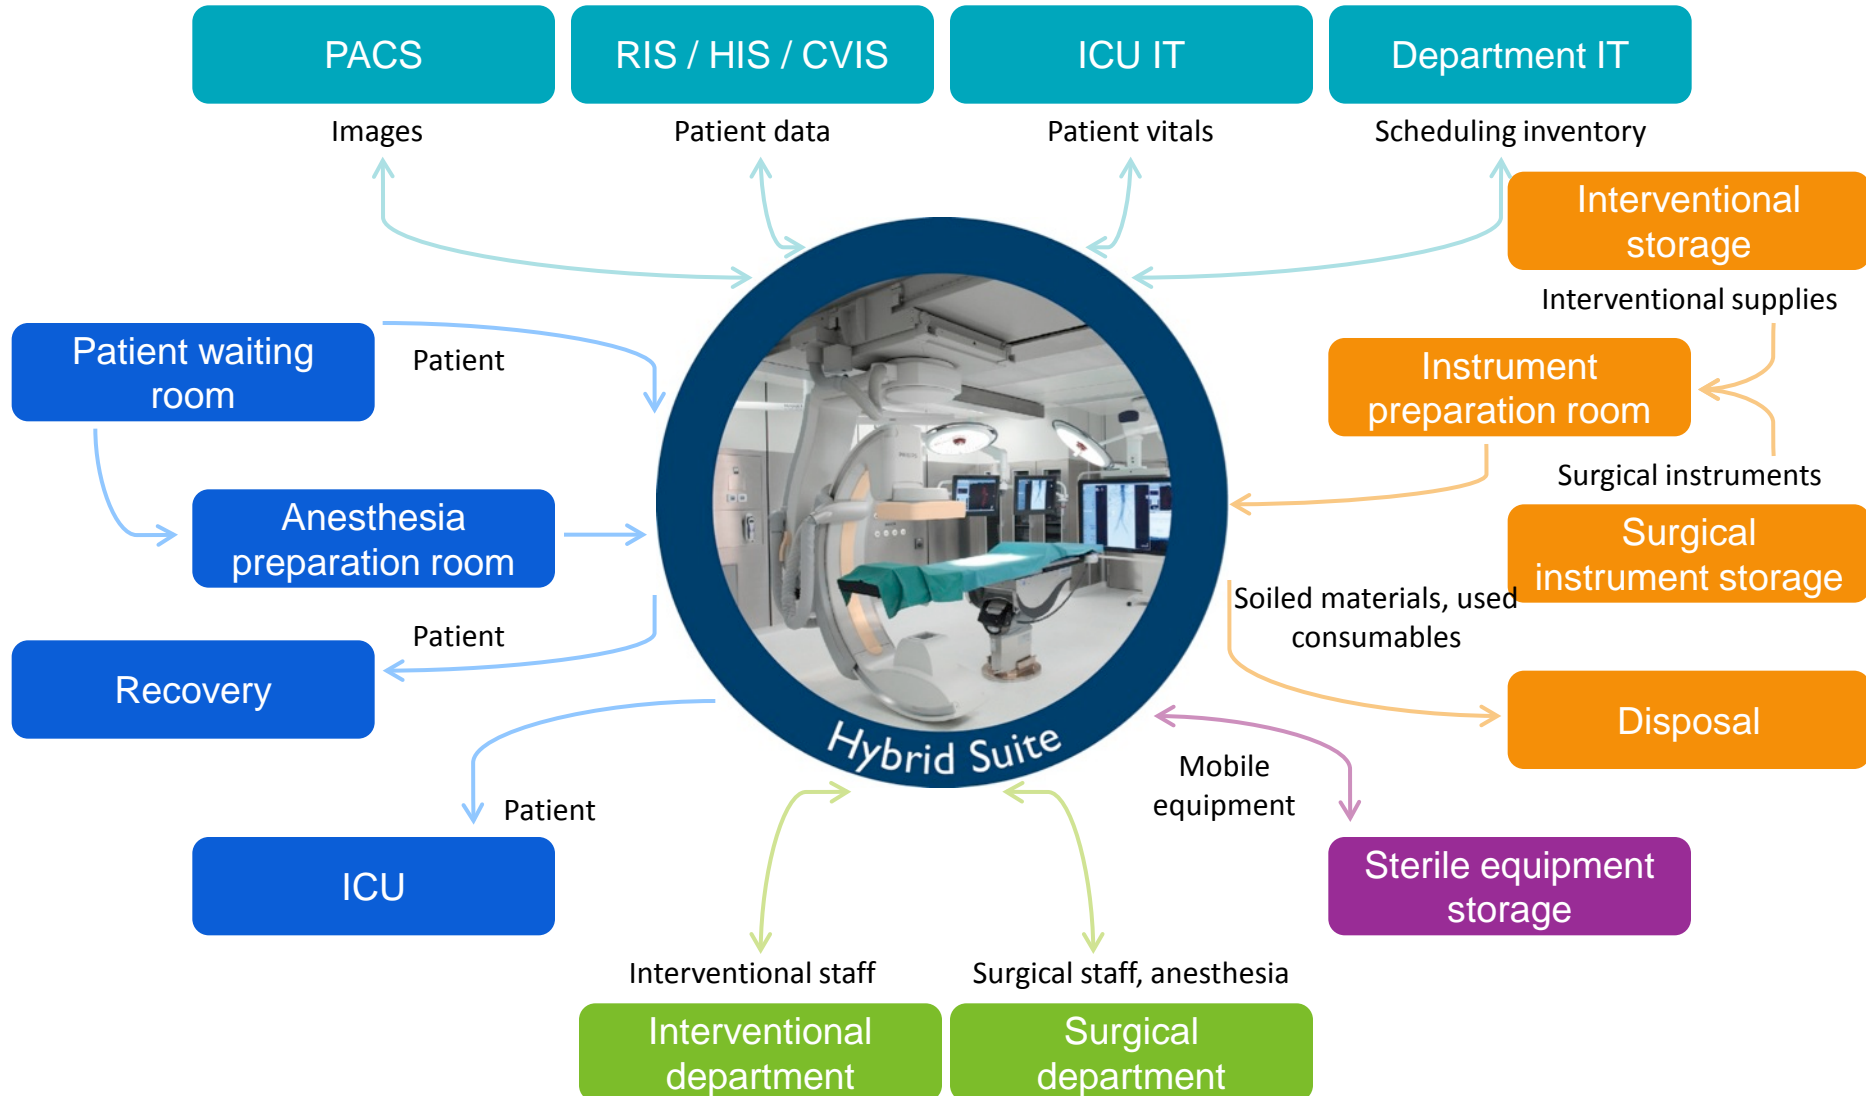 PACS
RIS / HIS / CVIS
ICU IT
Department IT
Images
Patient data
Patient vitals
Scheduling inventory
Interventional
storage
Interventional supplies
Patient waiting
room
Patient
Instrument
preparation room
Surgical instruments
Anesthesia
preparation room
Surgical
instrument storage
Soiled materials, used
consumables
Patient
Recovery
Disposal
Hybrid Suite
Mobile
equipment
Patient
ICU
Sterile equipment
storage
Interventional staff
Surgical staff, anesthesia
Interventional
department
Surgical
department